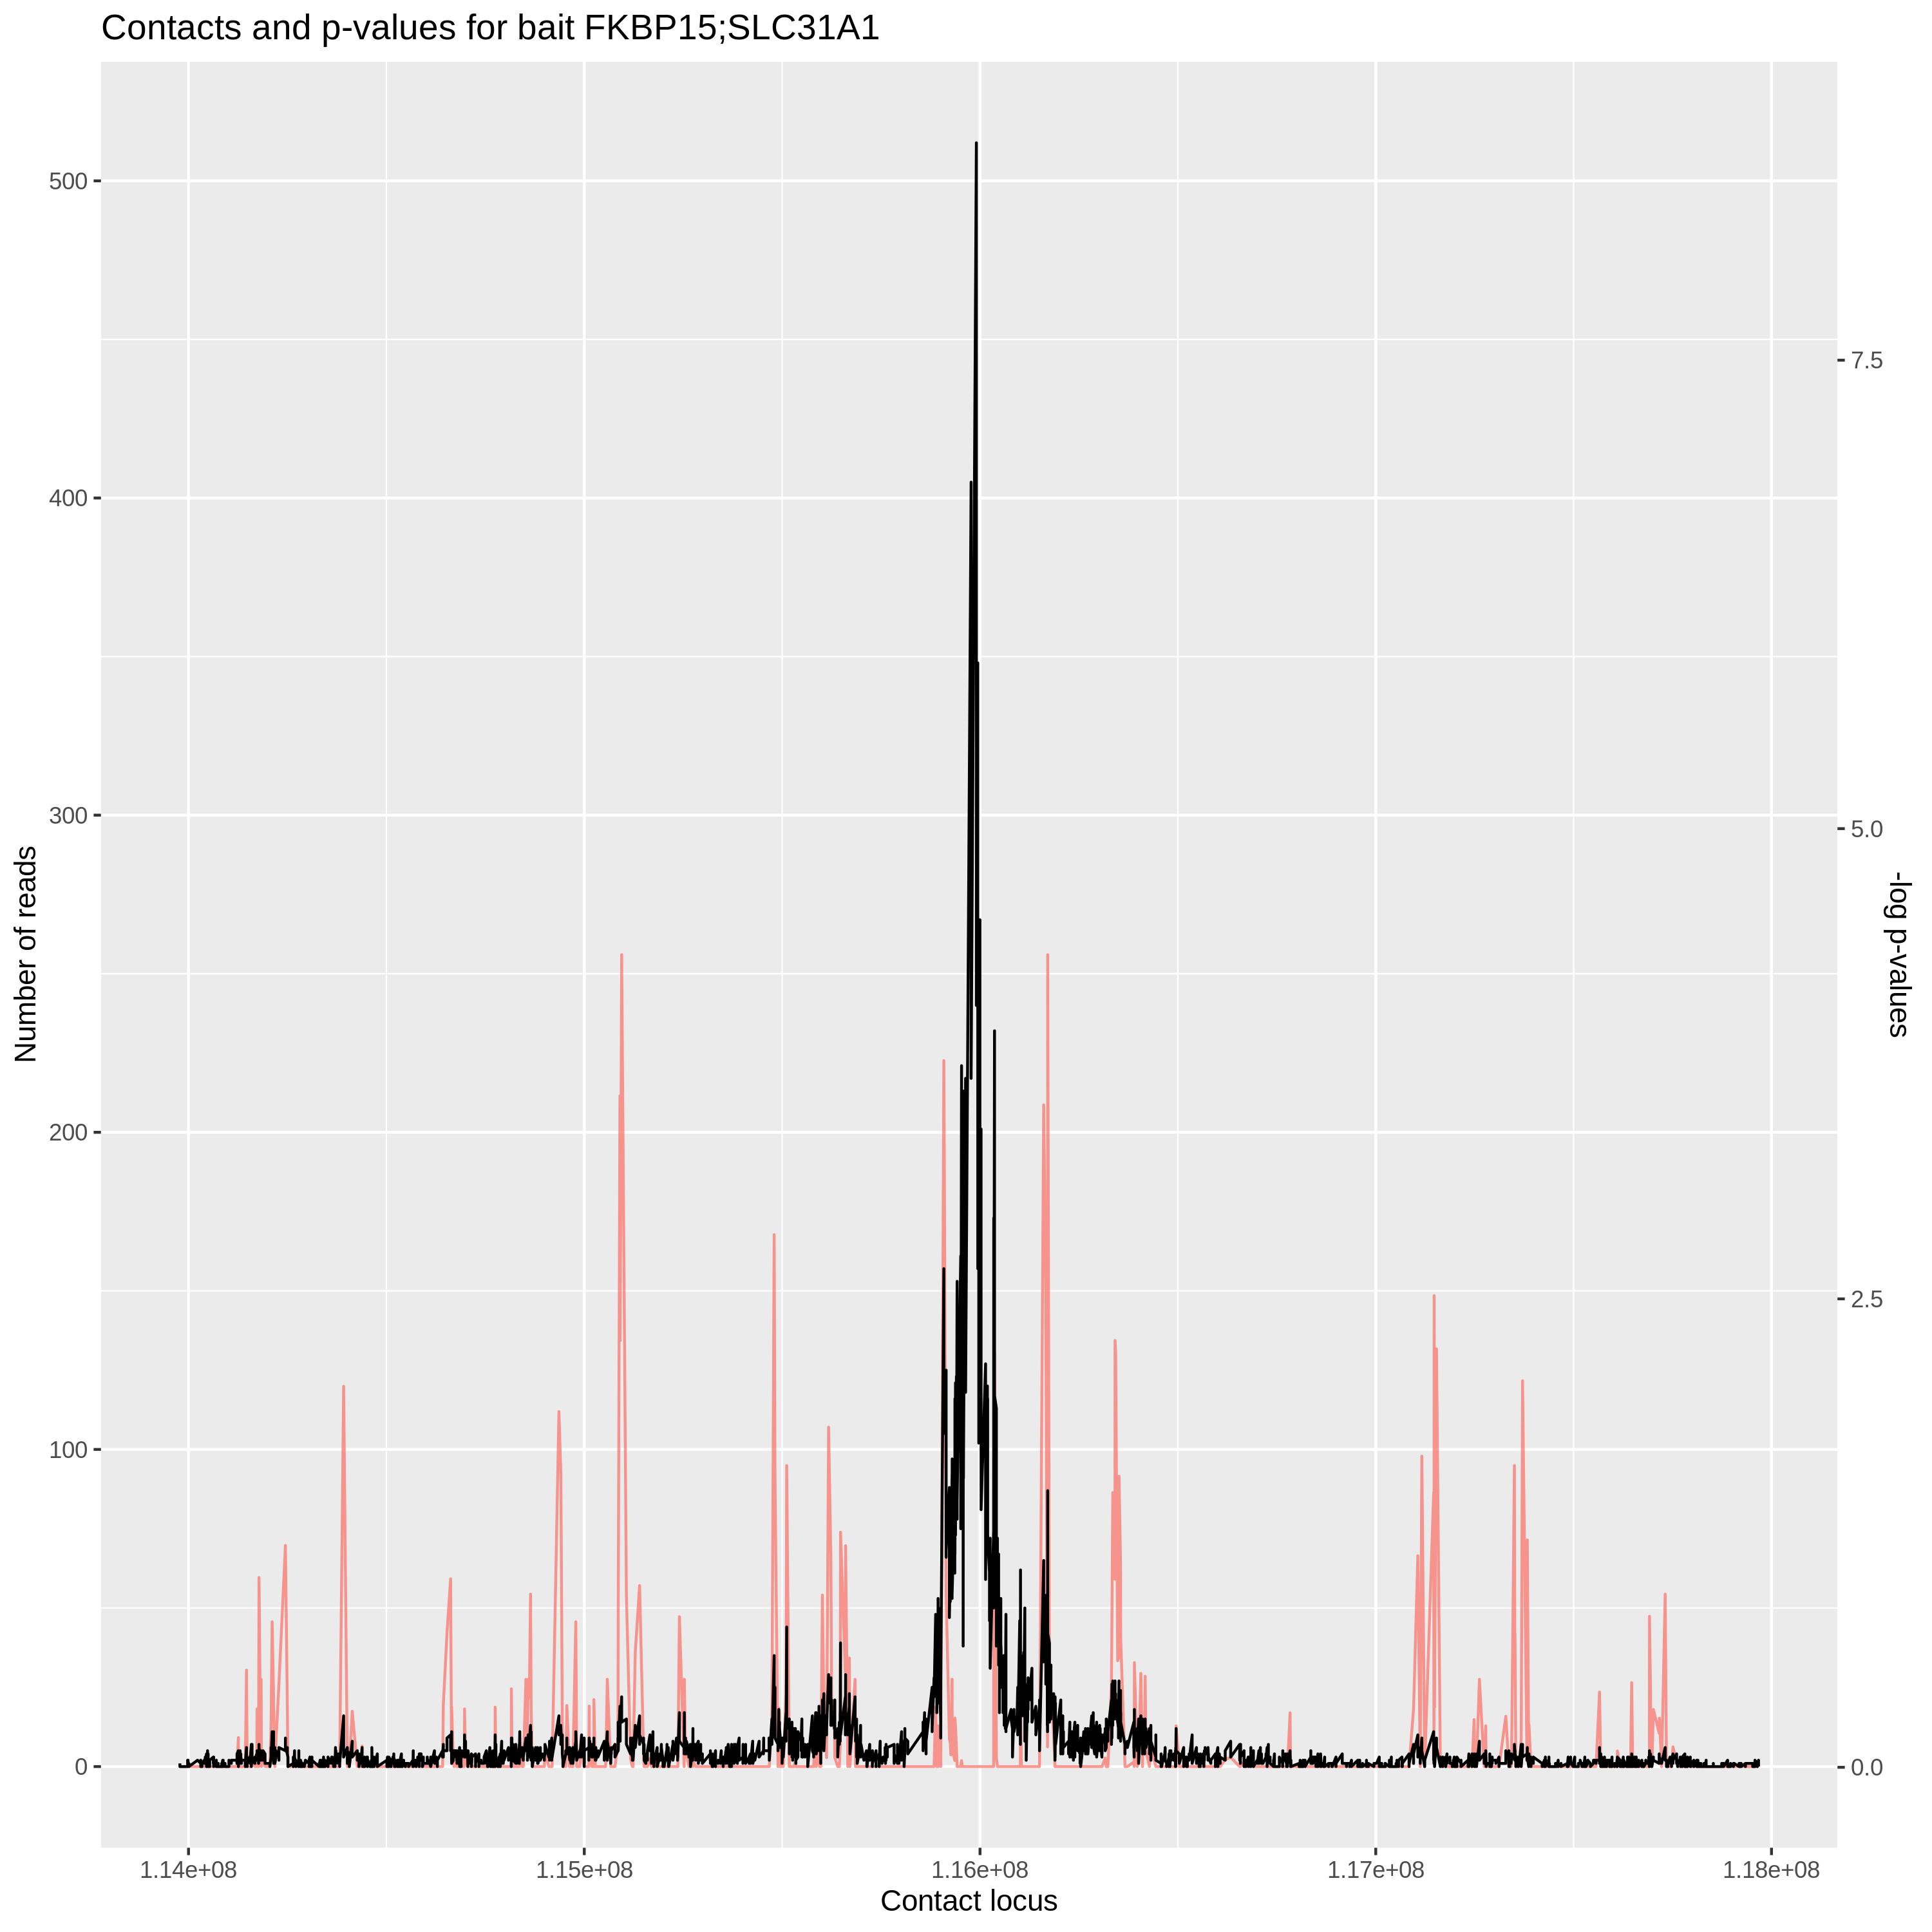 Contacts and p-values for bait FKBP15;SLC31A1
500
400
300
200
100
0
Number of reads
7.5
5.0
2.5
0.0
-log p-values
1.14e+08 1.15e+08 1.16e+08 1.17e+08 1.18e+08
Contact locus